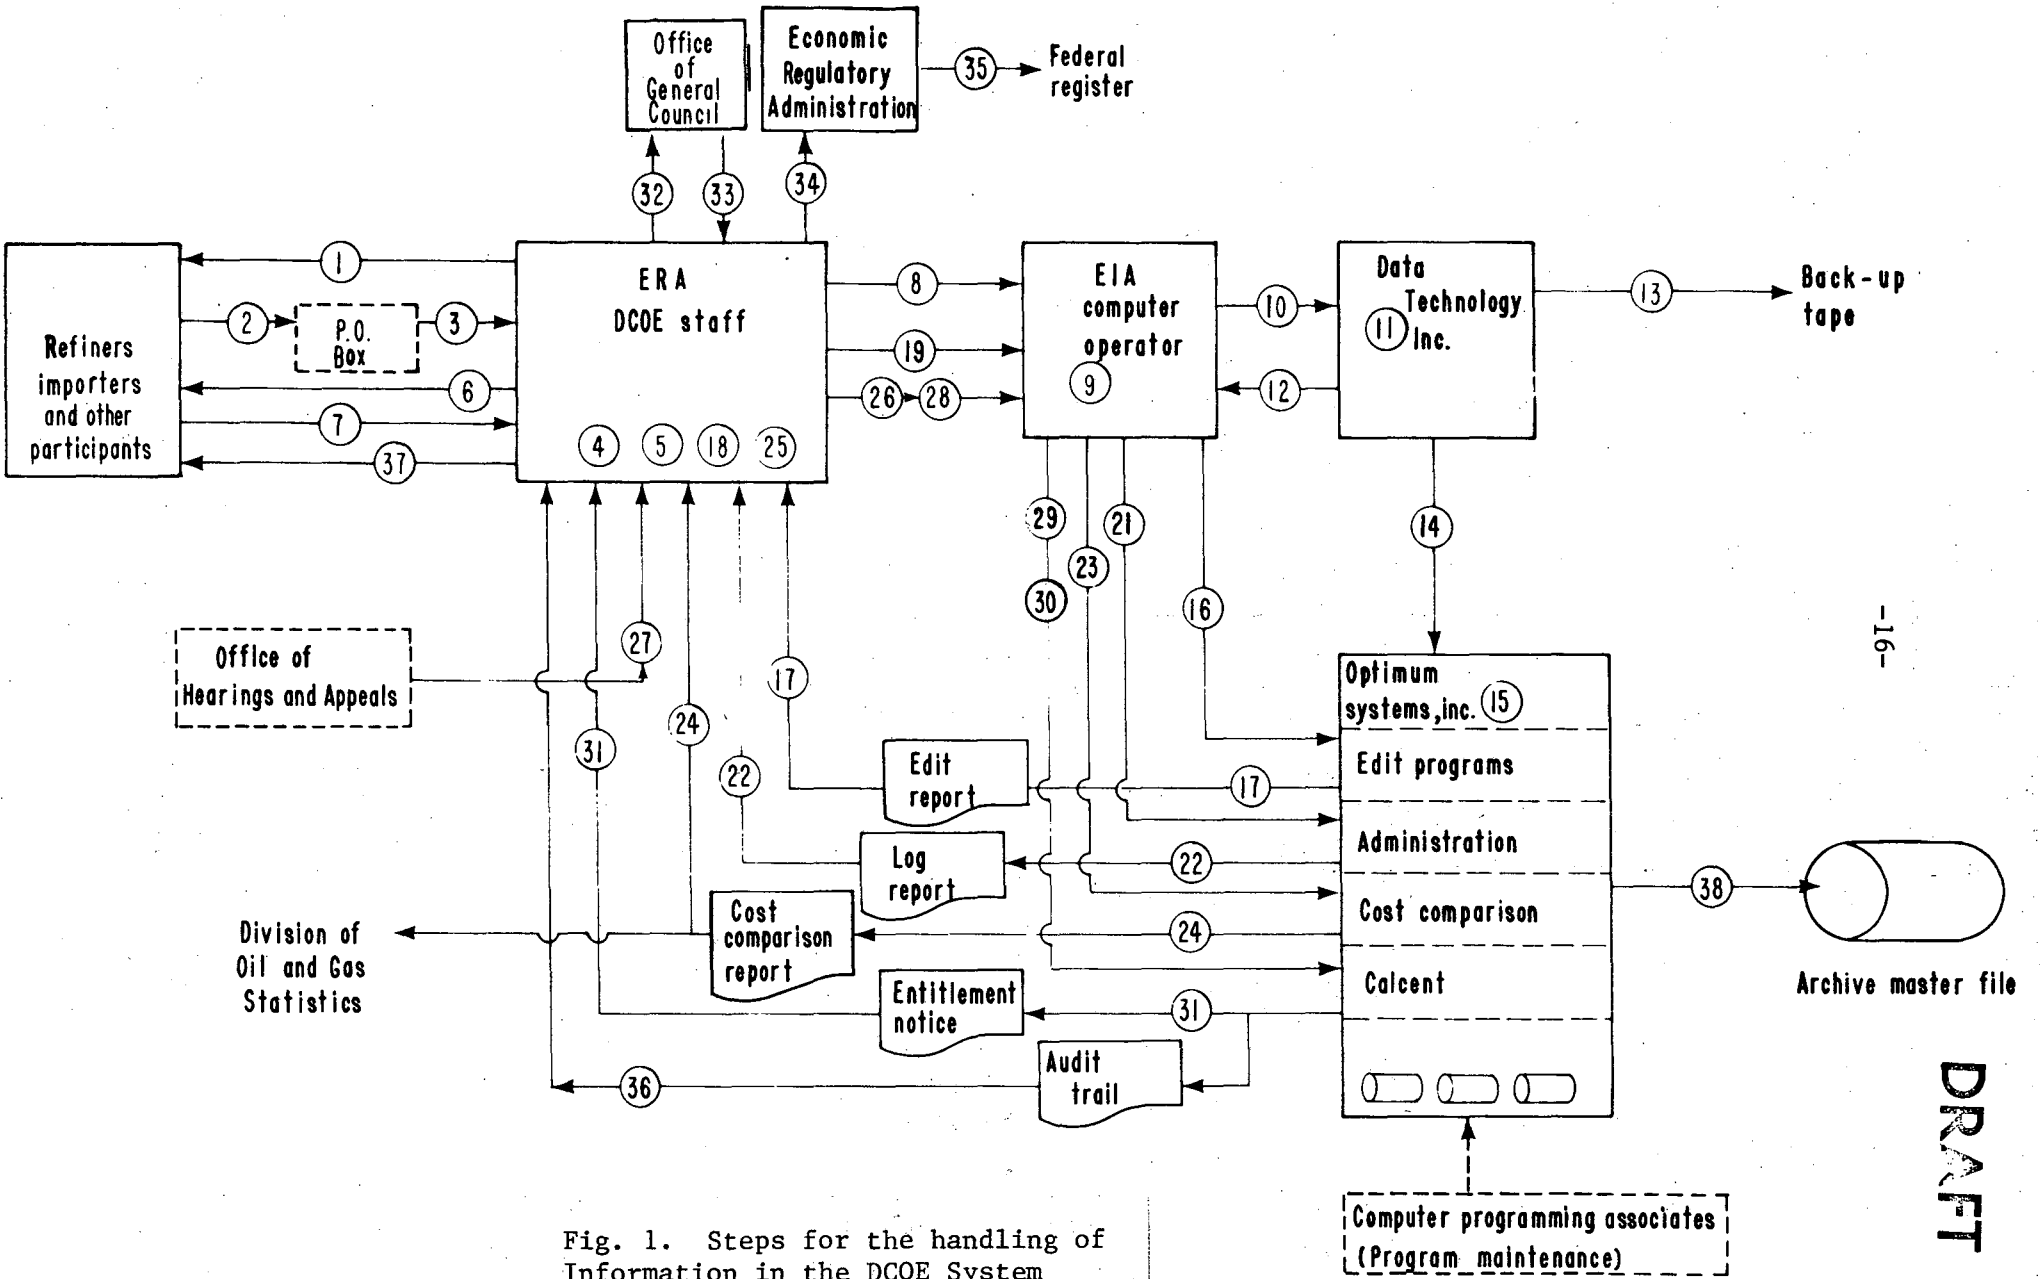 Office
of
General
Council
Economic
Regulatory
Administration
35
Federal
register
32
33
34
Refiners
importers
and other
participants
1
2
P.O.
Box
3
6
7
37
ERA
DCOE staff
4 5 18 25
8
19
26 28
EIA
computer
operator
9
10
12
Data
Technology
11 Inc.
13
Back-up
tape
14
29
30
23
21
16
Office of
Hearings and Appeals
27
31
24
22
17
Edit
report
17
Log
report
22
Cost
comparison
report
24
Division of
Oil and Gas
Statistics
Entitlement
notice
31
Audit
trail
36
Optimum
systems, inc. 15
Edit programs
Administration
Cost comparison
Calcent
38
Archive master file
Computer programming associates
(Program maintenance)
-16-
DRAFT
Fig. 1. Steps for the handling of
Information in the DCOE System